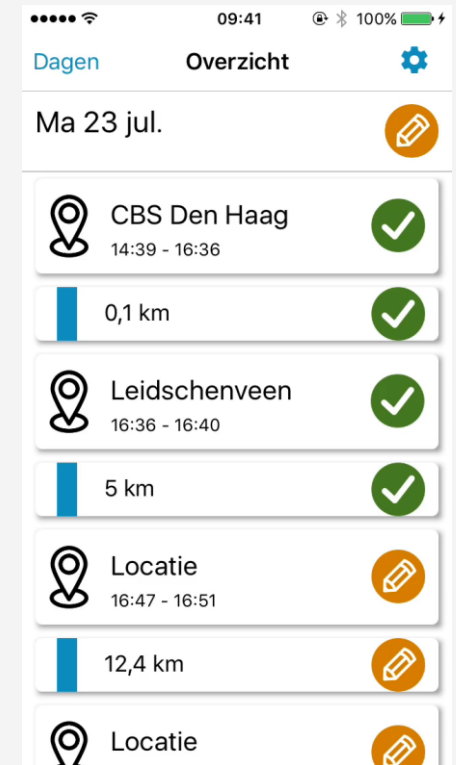 09:41 100%
Dagen Overzicht
Ma 23 jul.
CBS Den Haag
14:39 - 16:36
0,1 km
Leidschenveen
16:36 - 16:40
5 km
Locatie
16:47 - 16:51
12,4 km
Locatie